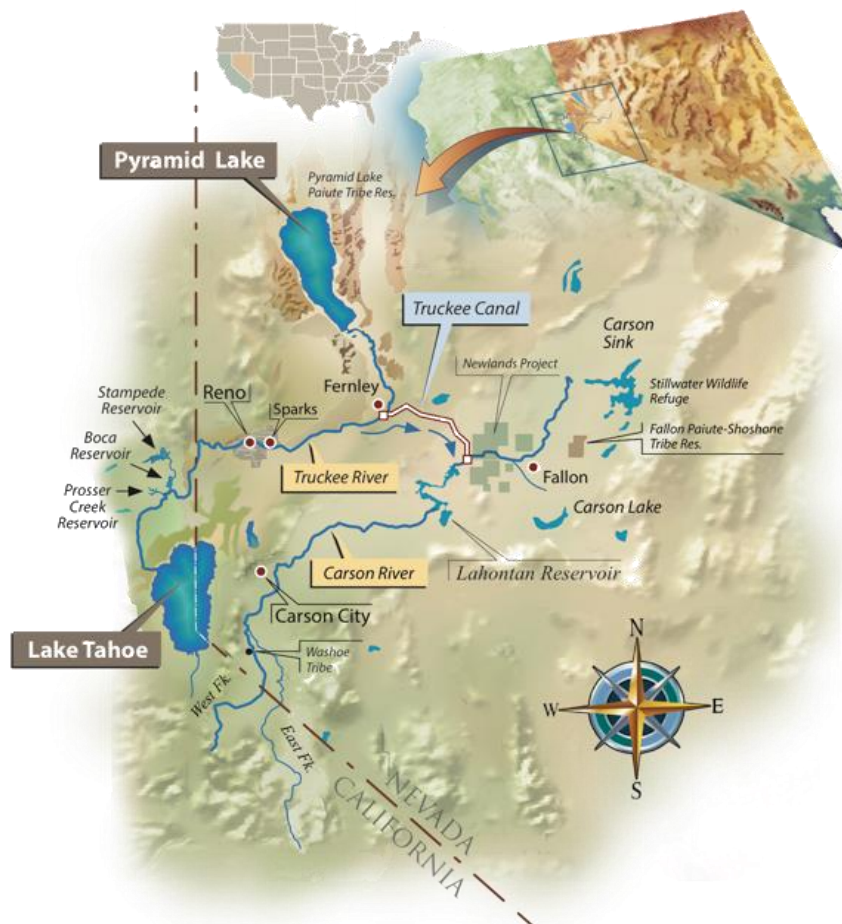 Pyramid Lake
Pyramid Lake
Paiute Tribe Res.
Truckee Canal
Carson
Sink
Newlands Project
Stillwater Wildlife
Refuge
Fernley
Stampede
Reservoir
Reno
Sparks
Boca
Reservoir
Fallon Paiute-Shoshone
Tribe Res.
Truckee River
Fallon
Prosser
Creek
Reservoir
Carson Lake
Carson River
Lahontan Reservoir
Carson City
Lake Tahoe
Washoe
Tribe
West Fk.
East Fk.
N
W
E
S
NEVADA
CALIFORNIA